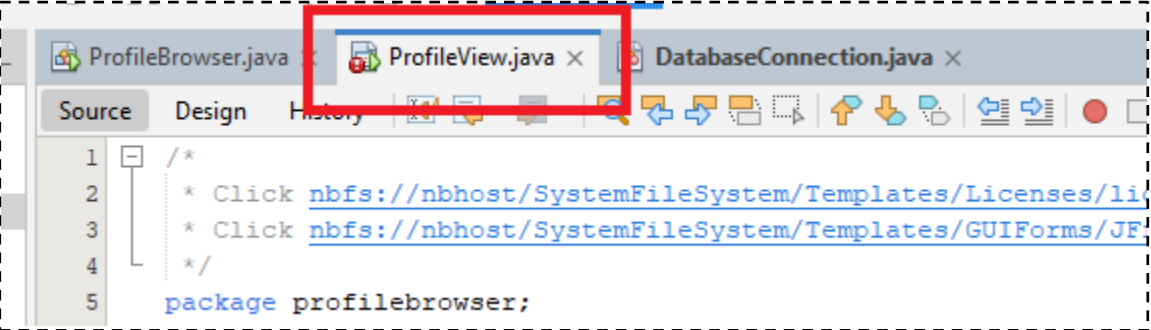 ProfileBrowser.java ProfileView.java DatabaseConnection.java
Source Design History
1 /*
2 * Click nbfs://nbhost/SystemFileSystem/Templates/Licenses/lic
3 * Click nbfs://nbhost/SystemFileSystem/Templates/GUIForms/JF
4 */
5 package profilebrowser;